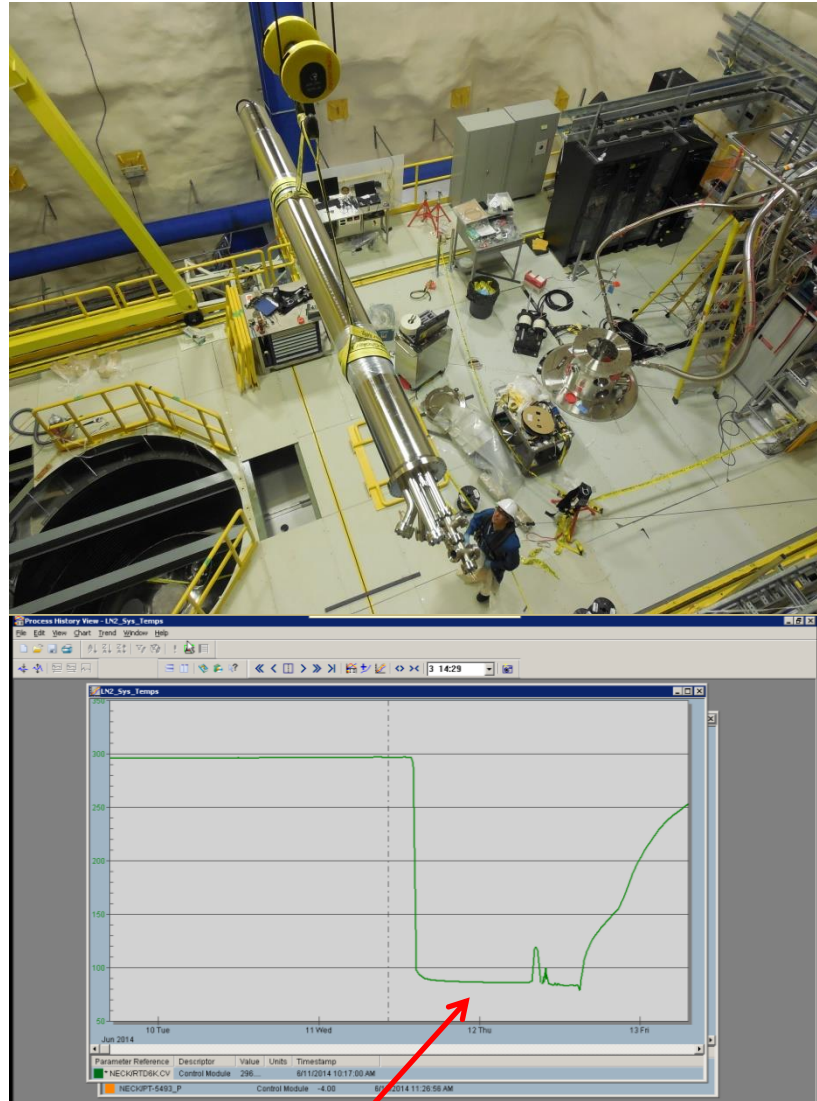 Process History View - LN2_Sys_Temps
File Edit View Chart Trend Window Help
3 14:29
LN2_Sys_Temps
350
300
250
200
150
100
50
10 Tue 11 Wed 12 Thu 13 Fri
Jun 2014
Parameter Reference Descriptor Value Units Timestamp
* NECK/RTD6K.CV Control Module 296.... 6/11/2014 10:17:00 AM
NECK/PT-5493_P Control Module -4.00 11:26:56 AM